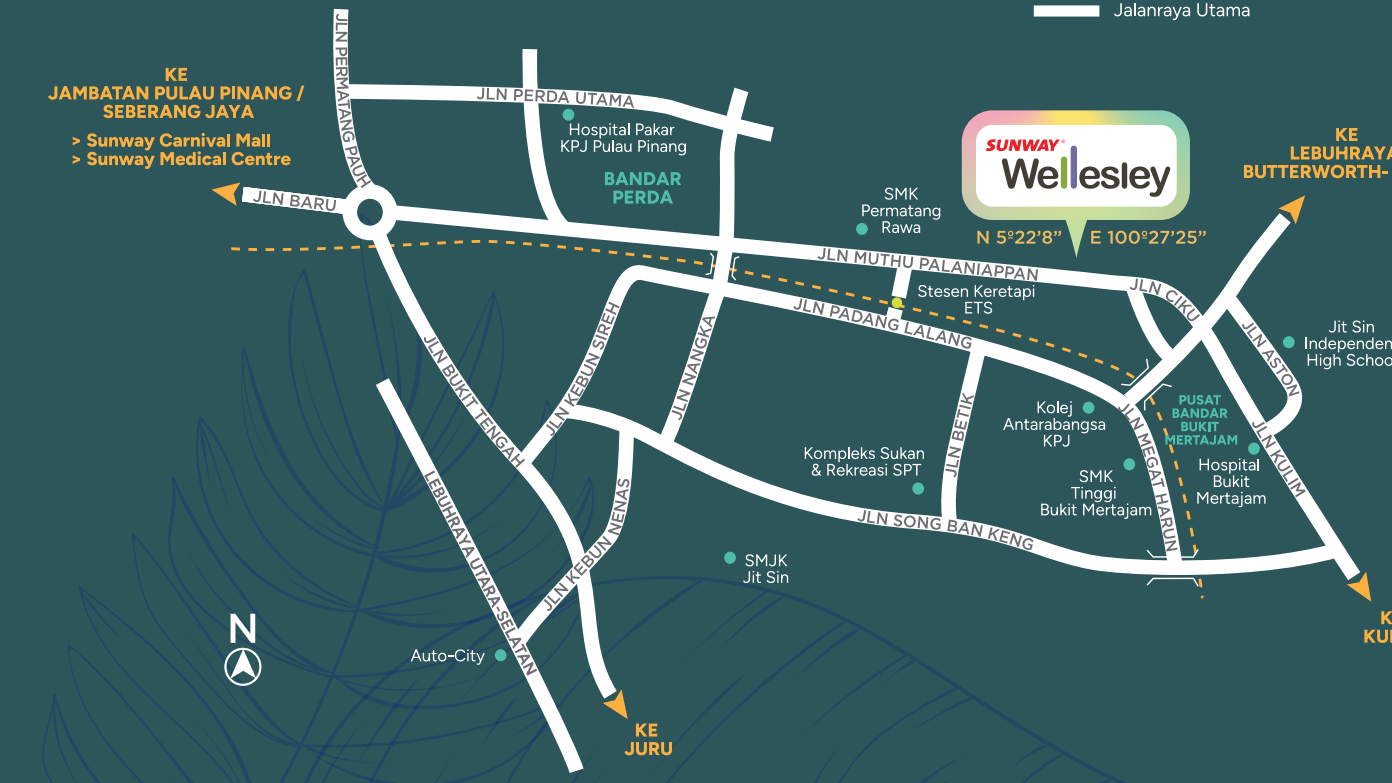 Jalanraya Utama
JLN PERMATANG PAUH
KE
JAMBATAN PULAU PINANG /
SEBERANG JAYA
> Sunway Carnival Mall
> Sunway Medical Centre
JLN PERDA UTAMA
Hospital Pakar
KPJ Pulau Pinang
BANDAR
PERDA
JLN BARU
SUNWAY®
Wellesley
N 5º22'8”
E 100º27'25”
KE
LEBUHRAYA
BUTTERWORTH-
SMK
Permatang
Rawa
JLN MUTHU PALANIAPPAN
Stesen Keretapi
ETS
JLN PADANG LALANG
JLN CIKU
JLN ASTON
Jit Sin
Independen
High Schoo
JLN KEBUN SIREH
JLN NANGKA
JLN BUKIT TENGAH
JLN BETIK
Kolej
Antarabangsa
KPJ
PUSAT
BANDAR
BUKIT
MERTAJAM
JLN MEGAT HARUN
JLN KULIM
Kompleks Sukan
& Rekreasi SPT
SMK
Tinggi
Bukit Mertajam
Hospital
Bukit
Mertajam
LEBUHRAYA UTARA-SELATAN
JLN KEBUN NENAS
JLN SONG BAN KENG
SMJK
Jit Sin
N
Auto-City
KE
JURU
K
KU